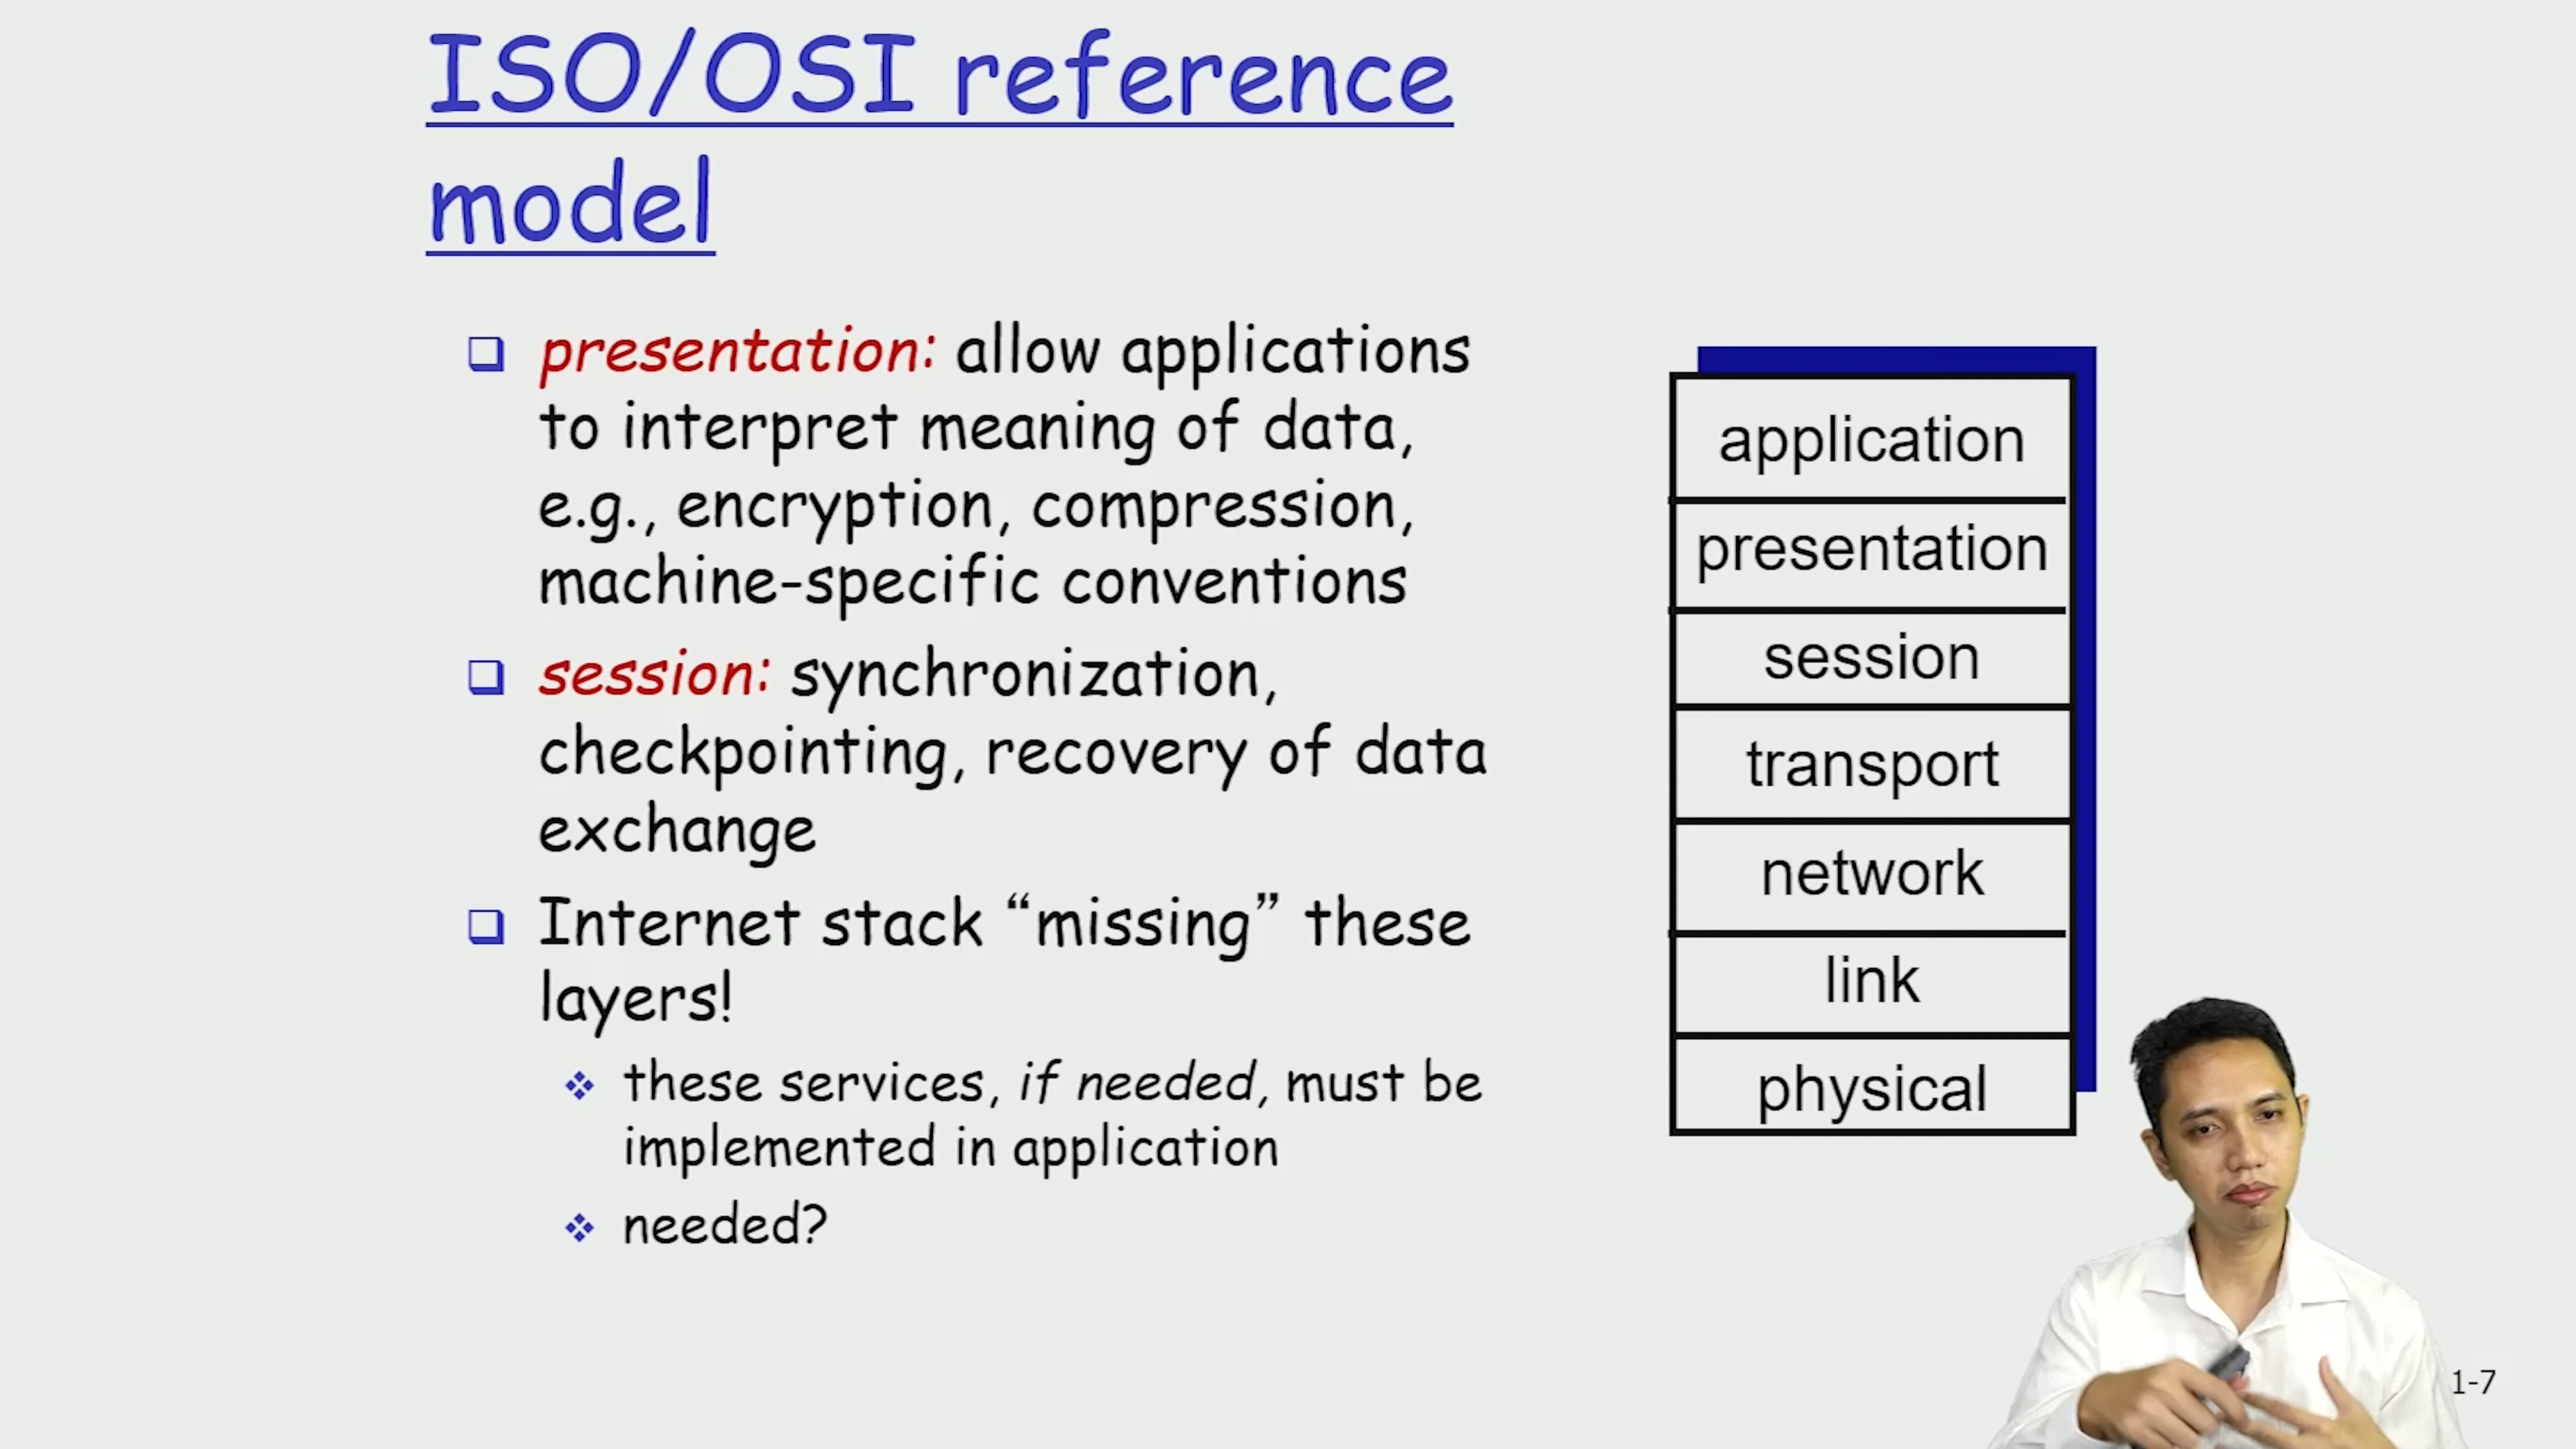 ISO/OSI reference
model
presentation: allow applications
to interpret meaning of data,
e.g., encryption, compression,
machine-specific conventions
session: synchronization,
checkpointing, recovery of data
exchange
Internet stack “missing” these
layers!
these services, if needed, must be
implemented in application
needed?
application
presentation
session
transport
network
link
physical
1-7